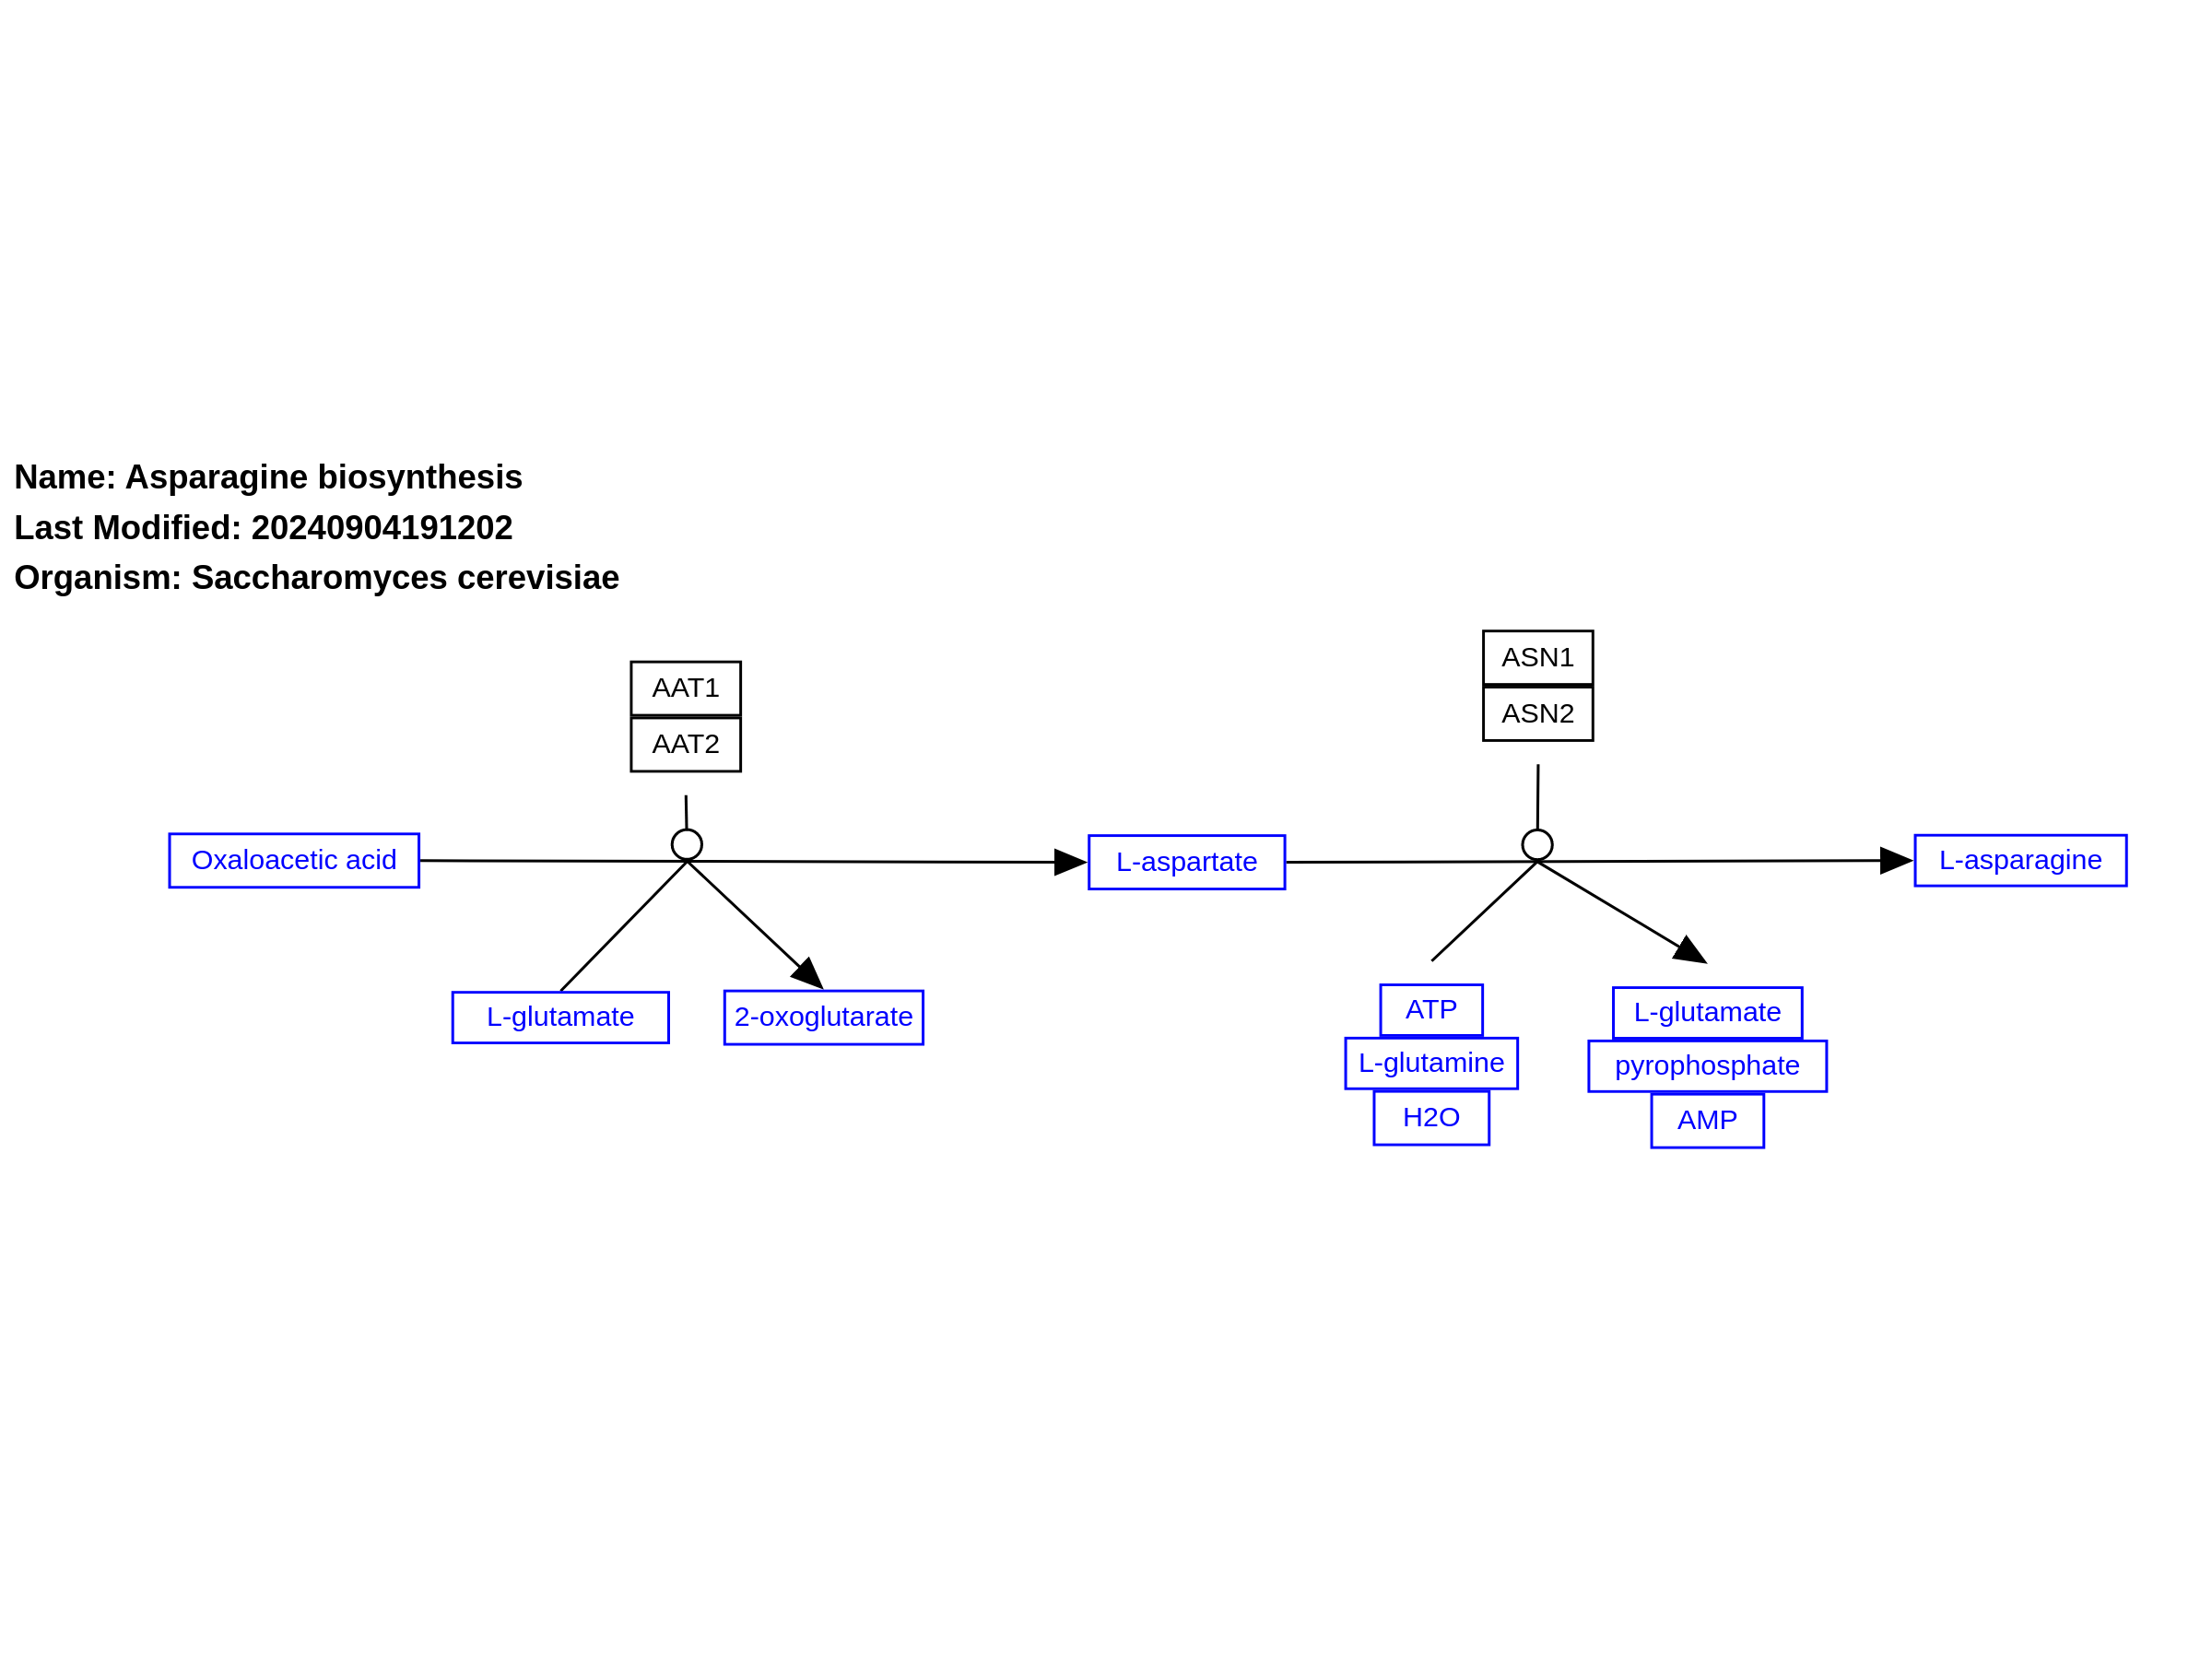 Name: Asparagine biosynthesis
Last Modified: 20240904191202
Organism: Saccharomyces cerevisiae
ASN1
ASN2
AAT1
AAT2
Oxaloacetic acid
L-aspartate
L-asparagine
L-glutamate
2-oxoglutarate
ATP
L-glutamine
H2O
L-glutamate
pyrophosphate
AMP